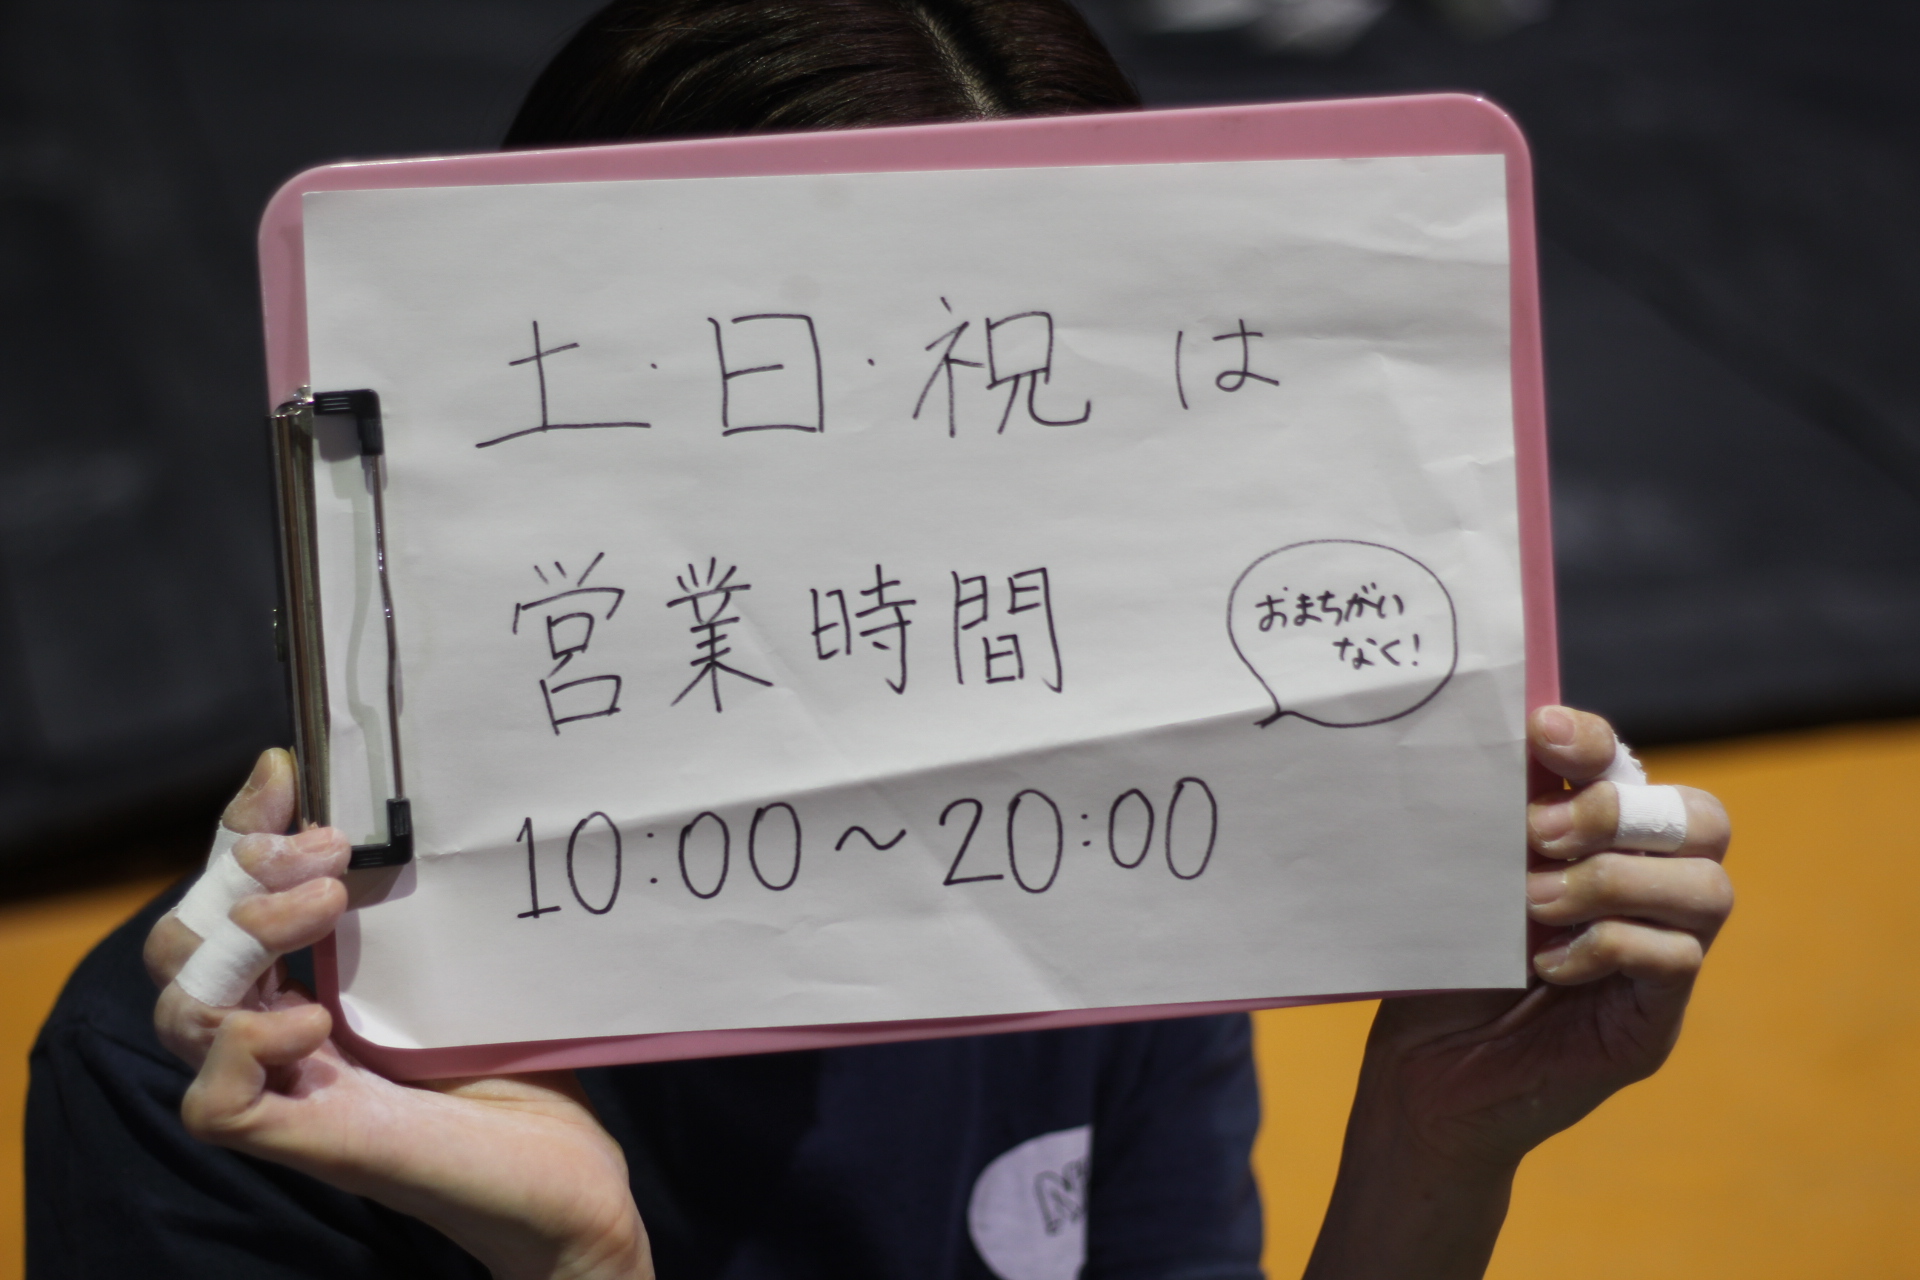 土・日・祝 は
営業時間
おまちがい
なく!
10:00～20:00